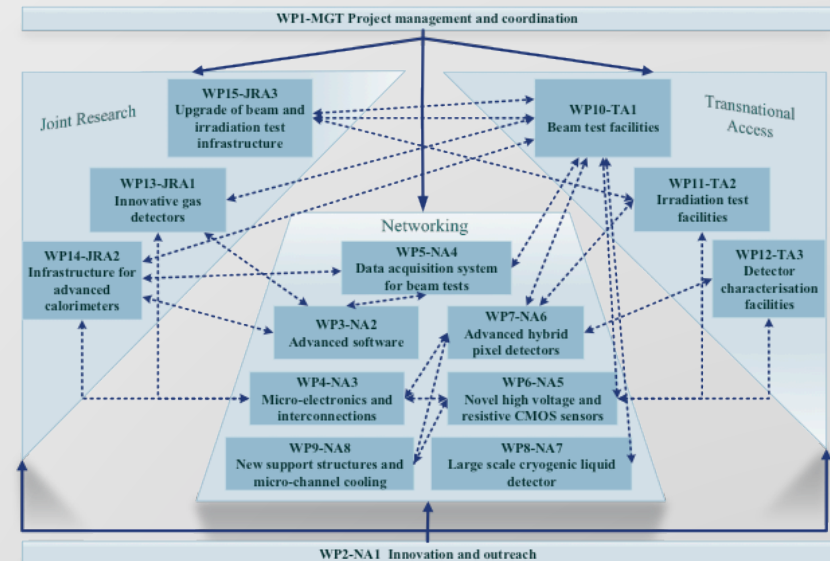 WP1-MGT Project management and coordination
Joint Research
WP15-JRA3
Upgrade of beam and
irradiation test
infrastructure
WP10-TA1
Beam test facilities
Transnational
Access
WP13-JRA1
Innovative gas
detectors
WP11-TA2
Irradiation test
facilities
Networking
WP14-JRA2
Infrastructure for
advanced
calorimeters
WP5-NA4
Data acquisition system
for beam tests
WP12-TA3
Detector
characterisation
facilities
WP3-NA2
Advanced software
WP7-NA6
Advanced hybrid
pixel detectors
WP4-NA3
Micro-electronics and
interconnections
WP6-NA5
Novel high voltage and
resistive CMOS sensors
WP9-NA8
New support structures and
micro-channel cooling
WP8-NA7
Large scale cryogenic liquid
detector
WP2-NA1 Innovation and outreach